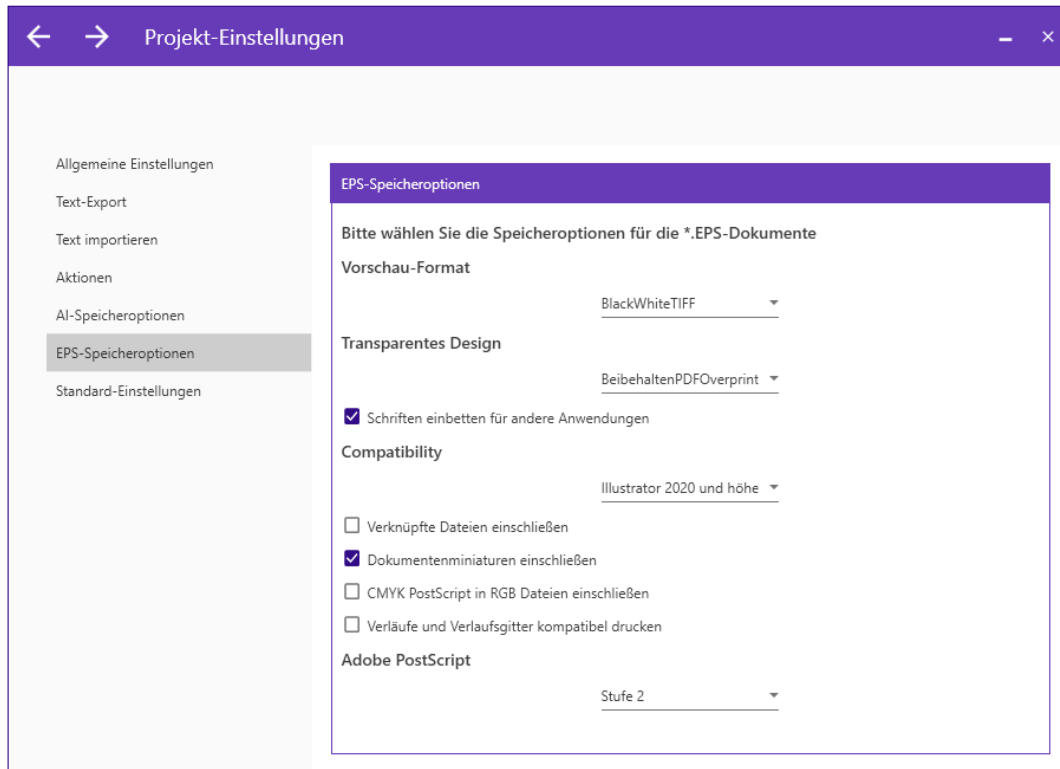 Projekt-Einstellungen
Allgemeine Einstellungen
Text-Export
Text importieren
Aktionen
AI-Speicheroptionen
EPS-Speicheroptionen
Standard-Einstellungen
EPS-Speicheroptionen
Bitte wählen Sie die Speicheroptionen für die *.EPS-Dokumente
Vorschau-Format
BlackWhiteTIFF
Transparentes Design
BeibehaltenPDFOverprint
Schriften einbetten für andere Anwendungen
Compatibility
Illustrator 2020 und höhe
Verknüpfte Dateien einschließen
Dokumentenminiaturen einschließen
CMYK PostScript in RGB Dateien einschließen
Verläufe und Verlaufsgitter kompatibel drucken
Adobe PostScript
Stufe 2